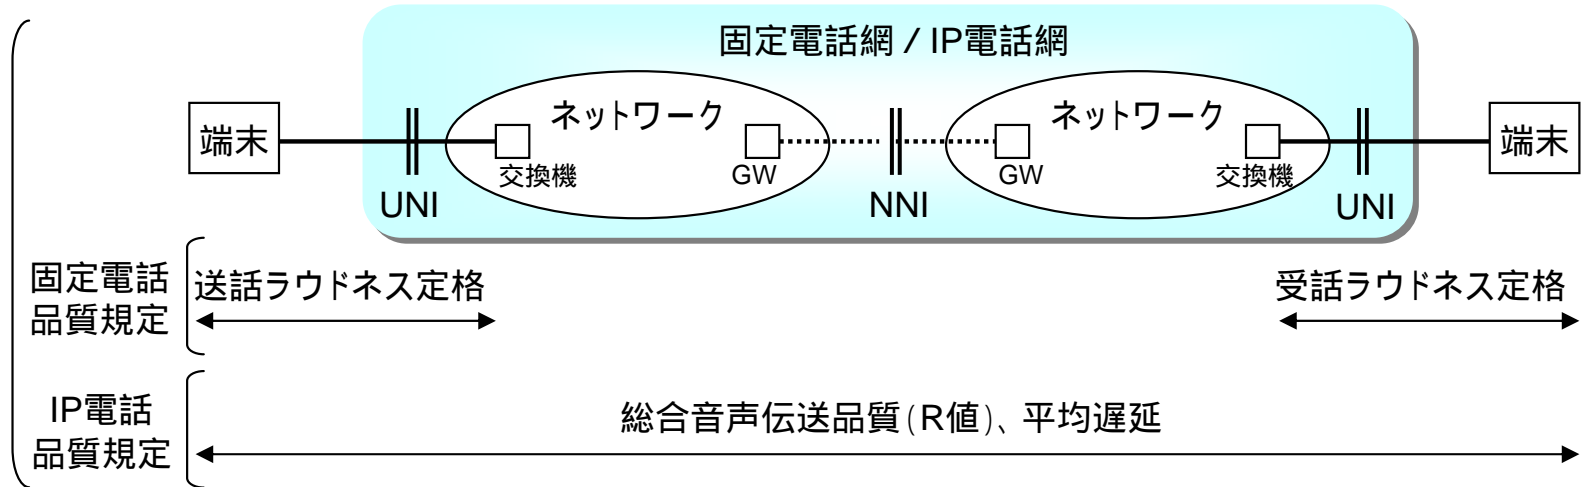 固定電話網 / IP電話網
端末
ネットワーク
ネットワーク
端末
交換機
GW
GW
交換機
UNI
NNI
UNI
固定電話
品質規定
送話ラウドネス定格
受話ラウドネス定格
IP電話
品質規定
総合音声伝送品質(R値)、平均遅延